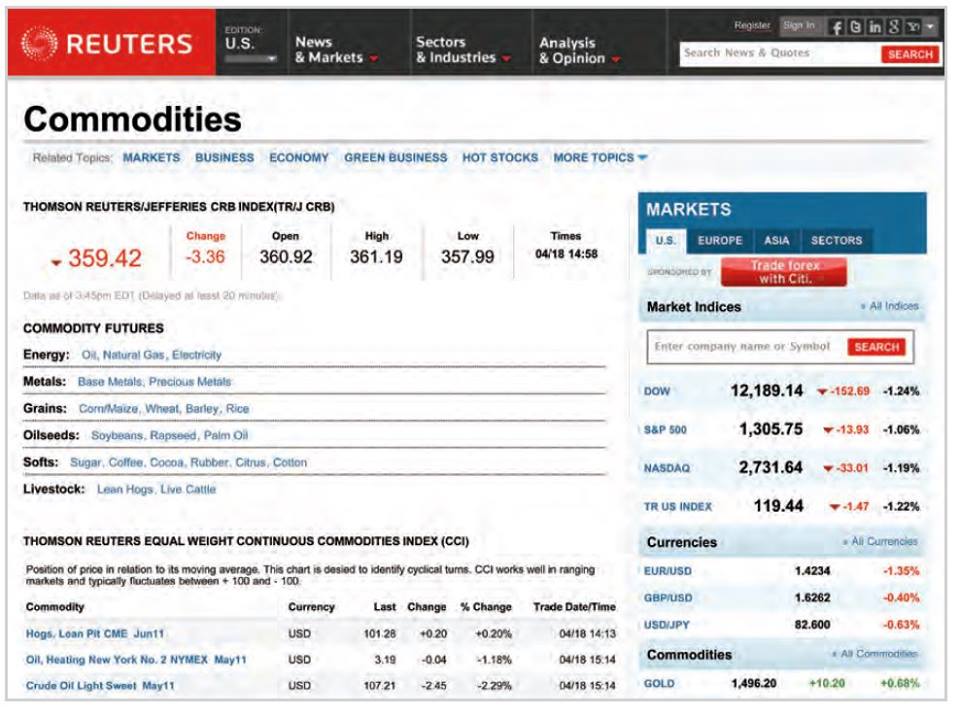 REUTERS
EDITION:
U.S.
News
& Markets
Sectors
& Industries
Analysis
& Opinion
Register Sign In
Search News & Quotes SEARCH
Commodities
Related Topics: MARKETS BUSINESS ECONOMY GREEN BUSINESS HOT STOCKS MORE TOPICS
THOMSON REUTERS/JEFFERIES CRB INDEX(TR/J CRB)
Change Open High Low Times
359.42 -3.36 360.92 361.19 357.99 04/18 14:58
Data as of 3:45pm EDT (Delayed at least 20 minutes).
COMMODITY FUTURES
Energy: Oil, Natural Gas, Electricity
Metals: Base Metals, Precious Metals
Grains: Corn/Maize, Wheat, Barley, Rice
Oilseeds: Soybeans, Rapseed, Palm Oil
Softs: Sugar, Coffee, Cocoa, Rubber, Citrus, Cotton
Livestock: Lean Hogs, Live Cattle
THOMSON REUTERS EQUAL WEIGHT CONTINUOUS COMMODITIES INDEX (CCI)
Position of price in relation to its moving average. This chart is desied to identify cyclical turns. CCI works well in ranging
markets and typically fluctuates between + 100 and - 100.
Commodity Currency Last Change % Change Trade Date/Time
Hogs, Loan Pit CME Jun11 USD 101.28 +0.20 +0.20% 04/18 14:13
Oil, Heating New York No. 2 NYMEX May11 USD 3.19 -0.04 -1.18% 04/18 15:14
Crude Oil Light Sweet May11 USD 107.21 -2.45 -2.29% 04/18 15:14
MARKETS
U.S. EUROPE ASIA SECTORS
SPONSORED BY
Trade forex
with Citi.
Market Indices » All Indices
Enter company name or Symbol SEARCH
DOW 12,189.14 -152.69 -1.24%
S&P 500 1,305.75 -13.93 -1.06%
NASDAQ 2,731.64 -33.01 -1.19%
TR US INDEX 119.44 -1.47 -1.22%
Currencies » All Currencies
EUR/USD 1.4234 -1.35%
GBP/USD 1.6262 -0.40%
USD/JPY 82.600 -0.63%
Commodities » All Commodities
GOLD 1,496.20 +10.20 +0.68%